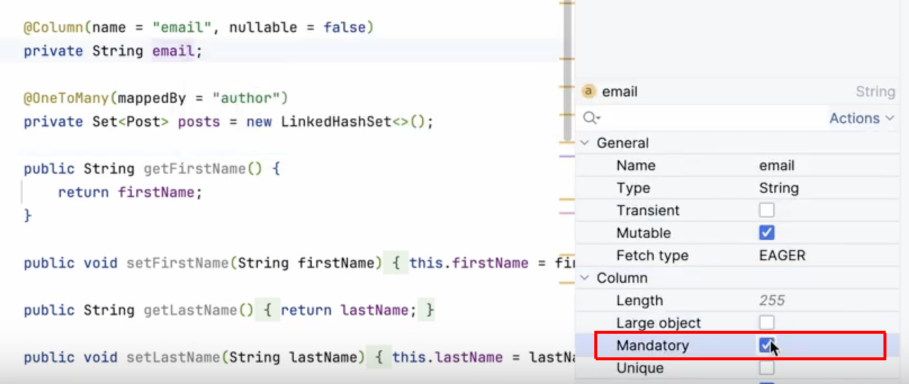 @Column(name = "email", nullable = false)
private String email;
@OneToMany(mappedBy = "author")
private Set<Post> posts = new LinkedHashSet<>();
public String getFirstName() {
return firstName;
}
public void setFirstName(String firstName) { this.firstName = fir
public String getLastName() { return lastName; }
public void setLastName(String lastName) { this.lastName = lastNa
a email String
Actions
General
Name email
Type String
Transient
Mutable
Fetch type EAGER
Column
Length 255
Large object
Mandatory
Unique